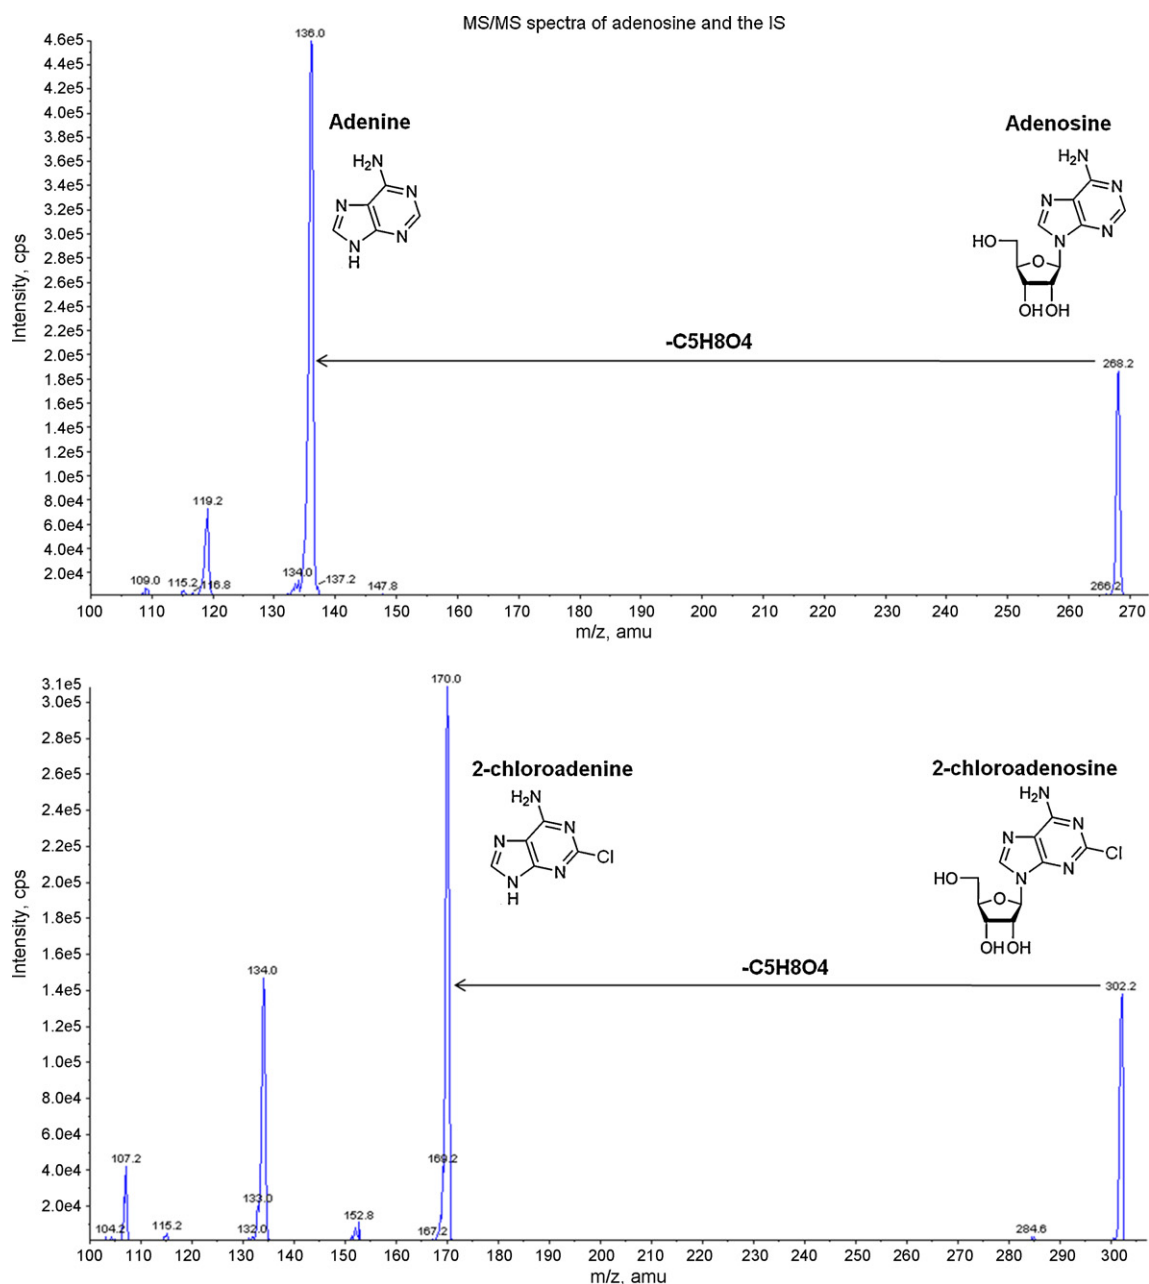 MS/MS spectra of adenosine and the IS
4.6e5
4.4e5
4.2e5
4.0e5
3.8e5
3.6e5
3.4e5
3.2e5
3.0e5
2.8e5
2.6e5
2.4e5
2.2e5
2.0e5
1.8e5
1.6e5
1.4e5
1.2e5
1.0e5
8.0e4
6.0e4
4.0e4
2.0e4
Intensity, cps
136.0
Adenine
H₂N
N
N
N
N
H
Adenosine
H₂N
N
N
N
N
HO
O
OHOH
-C5H8O4
268.2
119.2
109.0
115.2
116.8
134.0
137.2
147.8
266.2
100 110 120 130 140 150 160 170 180 190 200 210 220 230 240 250 260 270
m/z, amu
3.1e5
3.0e5
2.8e5
2.6e5
2.4e5
2.2e5
2.0e5
1.8e5
1.6e5
1.4e5
1.2e5
1.0e5
8.0e4
6.0e4
4.0e4
2.0e4
Intensity, cps
170.0
2-chloroadenine
H₂N
N
N
Cl
N
N
H
2-chloroadenosine
H₂N
N
N
Cl
N
N
HO
O
OHOH
-C5H8O4
302.2
134.0
107.2
169.2
133.0
104.2
115.2
132.0
152.8
167.2
284.6
100 110 120 130 140 150 160 170 180 190 200 210 220 230 240 250 260 270 280 290 300
m/z, amu